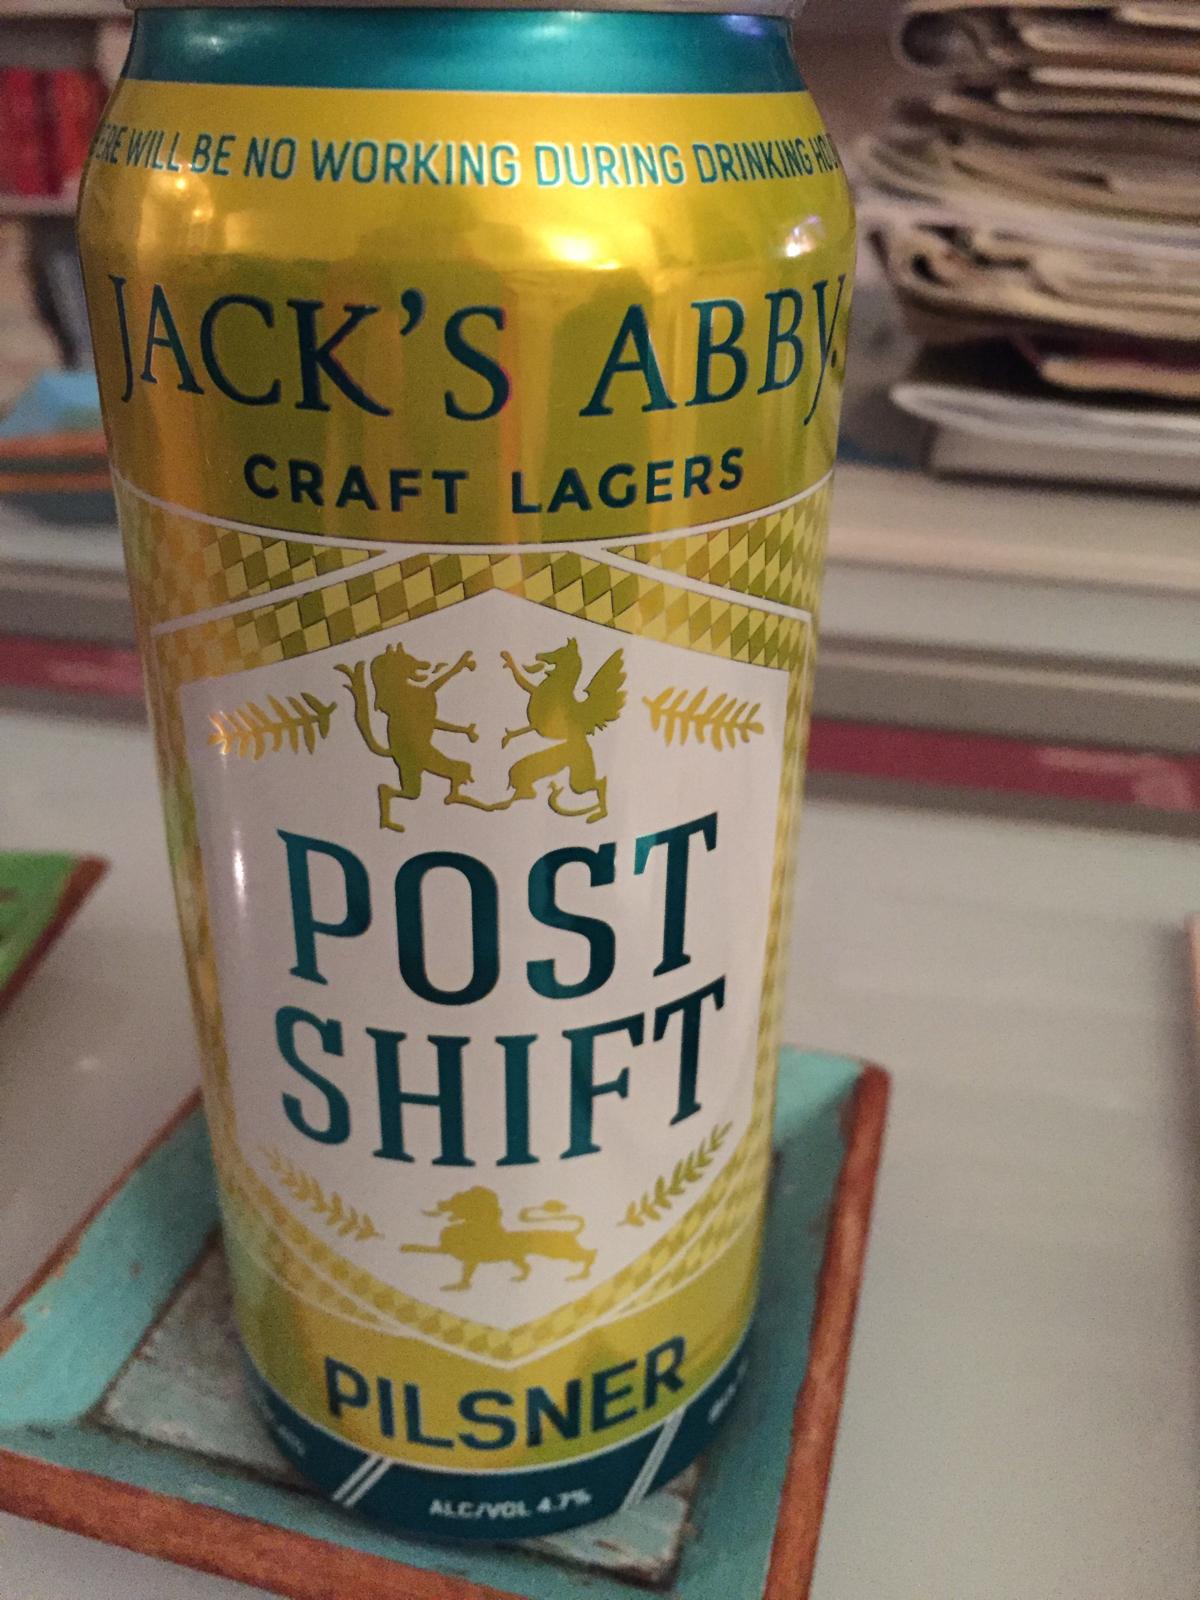 WILL BE NO WORKING DURING DRINKING
JACK'S ABBY
CRAFT LAGERS
POST
SHIFT
PILSNER
ALC/VOL 4.7%